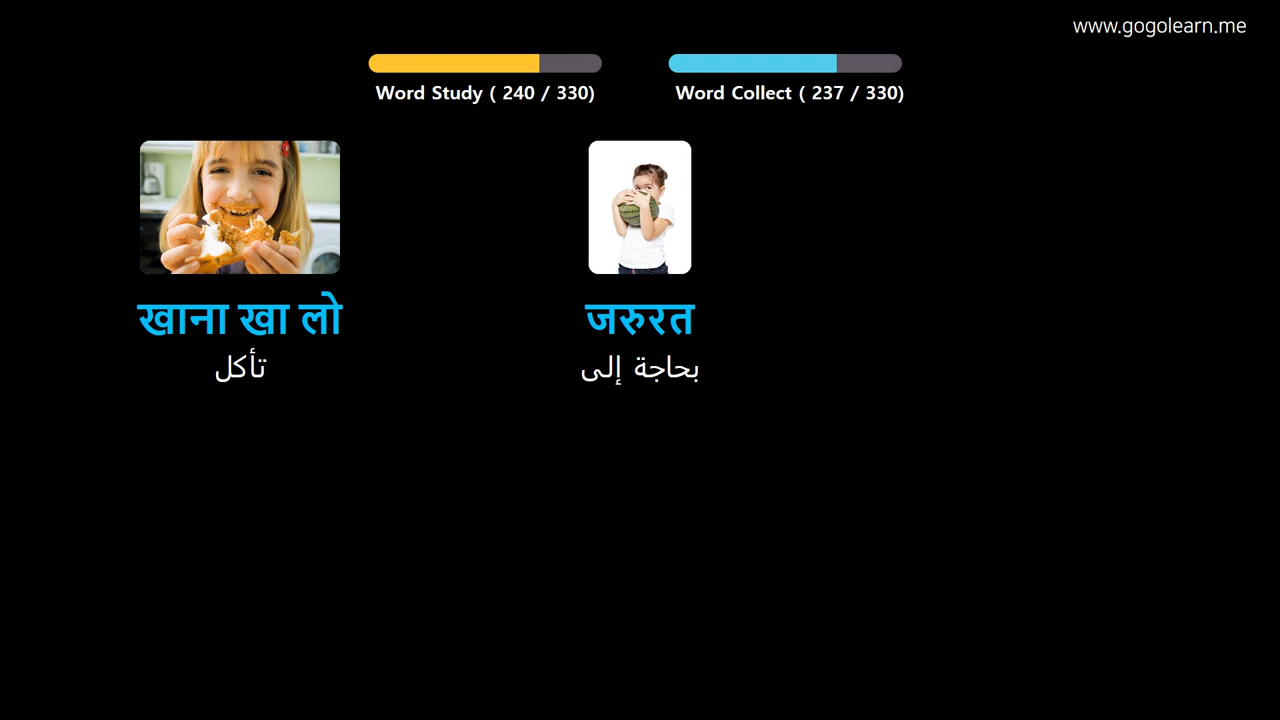 www.gogolearn.me
Word Study ( 240 / 330)
Word Collect ( 237 / 330)
खाना खा लो
تأكل
जरुरत
بحاجة إلى